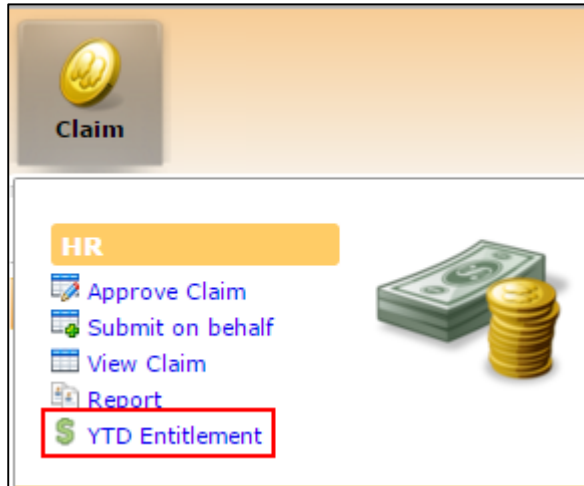 Claim
HR
Approve Claim
Submit on behalf
View Claim
Report
YTD Entitlement